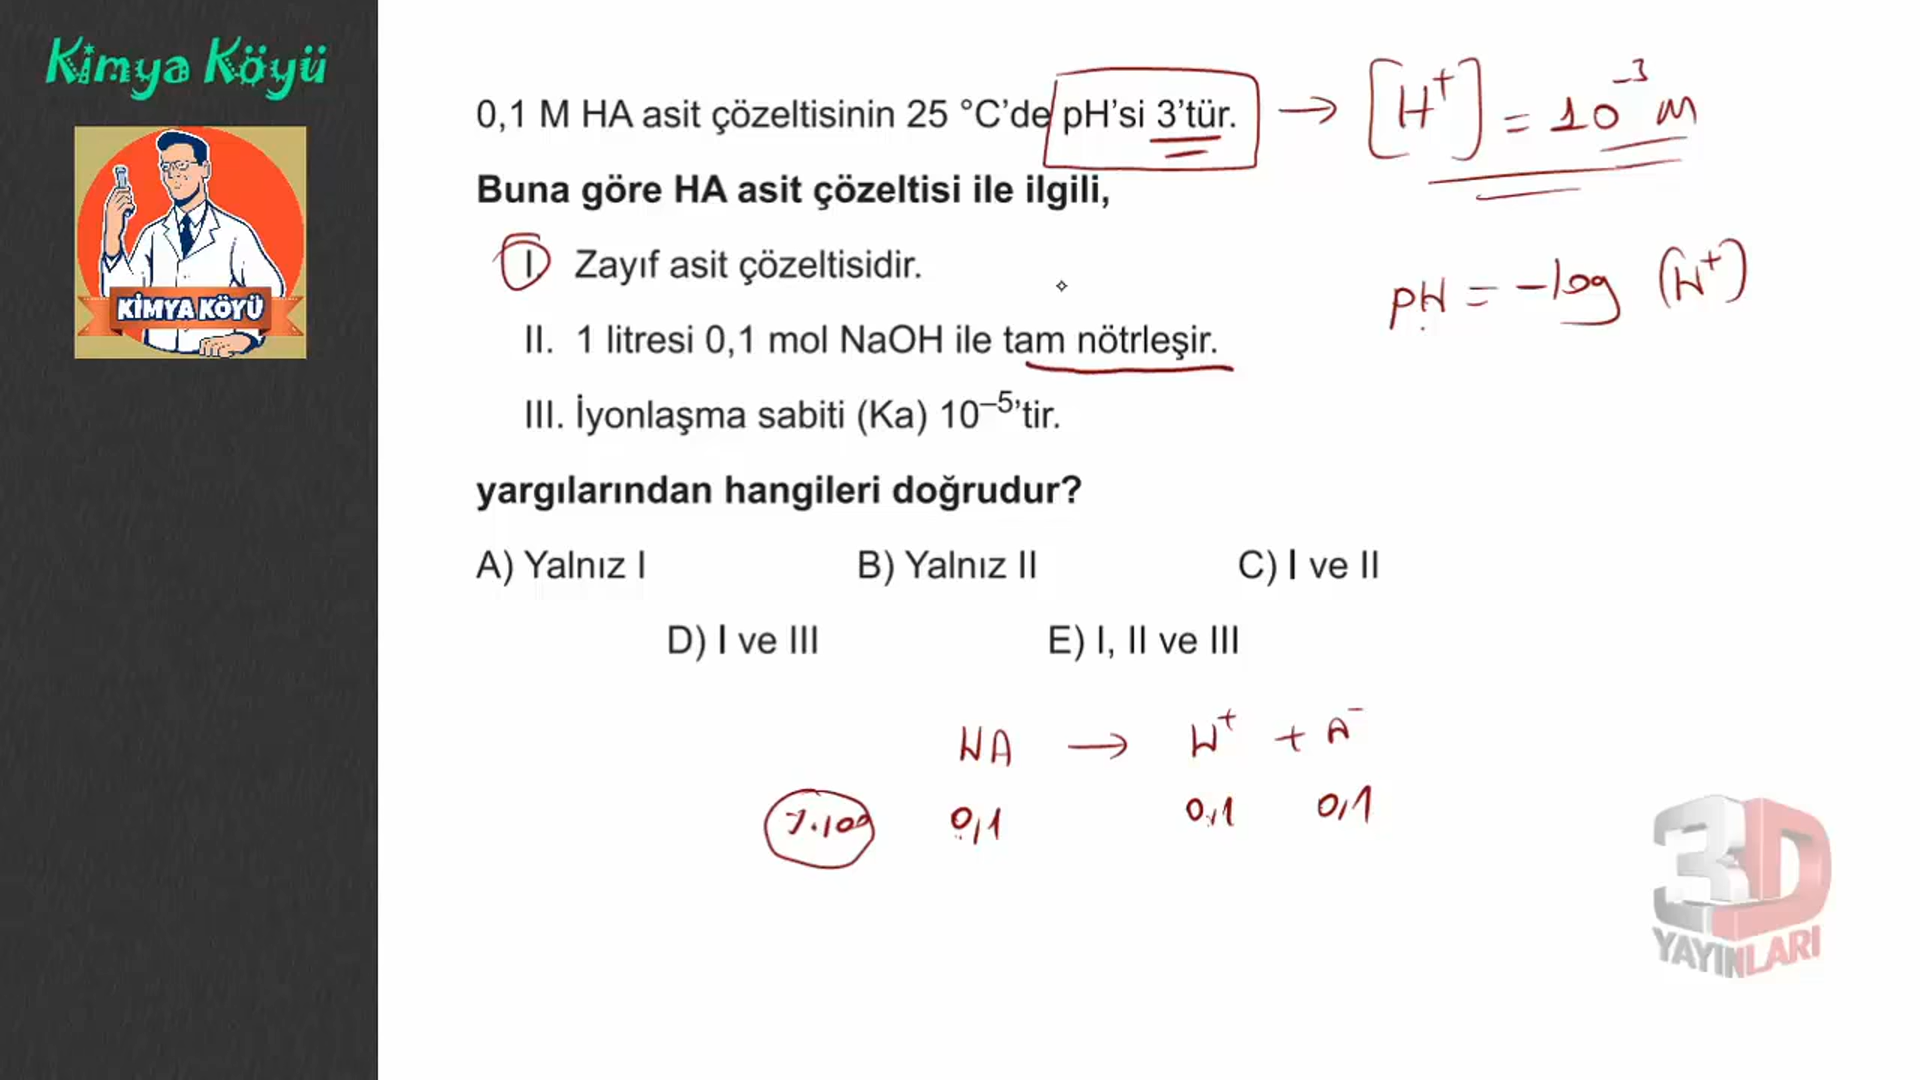 Kimya Köyü
KİMYA KÖYÜ
0,1 M HA asit çözeltisinin 25 °C'de pH'si 3'tür. → [H⁺] = 10⁻³ M
Buna göre HA asit çözeltisi ile ilgili,
I. Zayıf asit çözeltisidir.
pH = -log (H⁺)
II. 1 litresi 0,1 mol NaOH ile tam nötrleşir.
III. İyonlaşma sabiti (Ka) 10⁻⁵'tir.
yargılarından hangileri doğrudur?
A) Yalnız I B) Yalnız II C) I ve II
D) I ve III E) I, II ve III
HA → H⁺ + A⁻
%100 0,1 0,1 0,1
3D
YAYINLARI